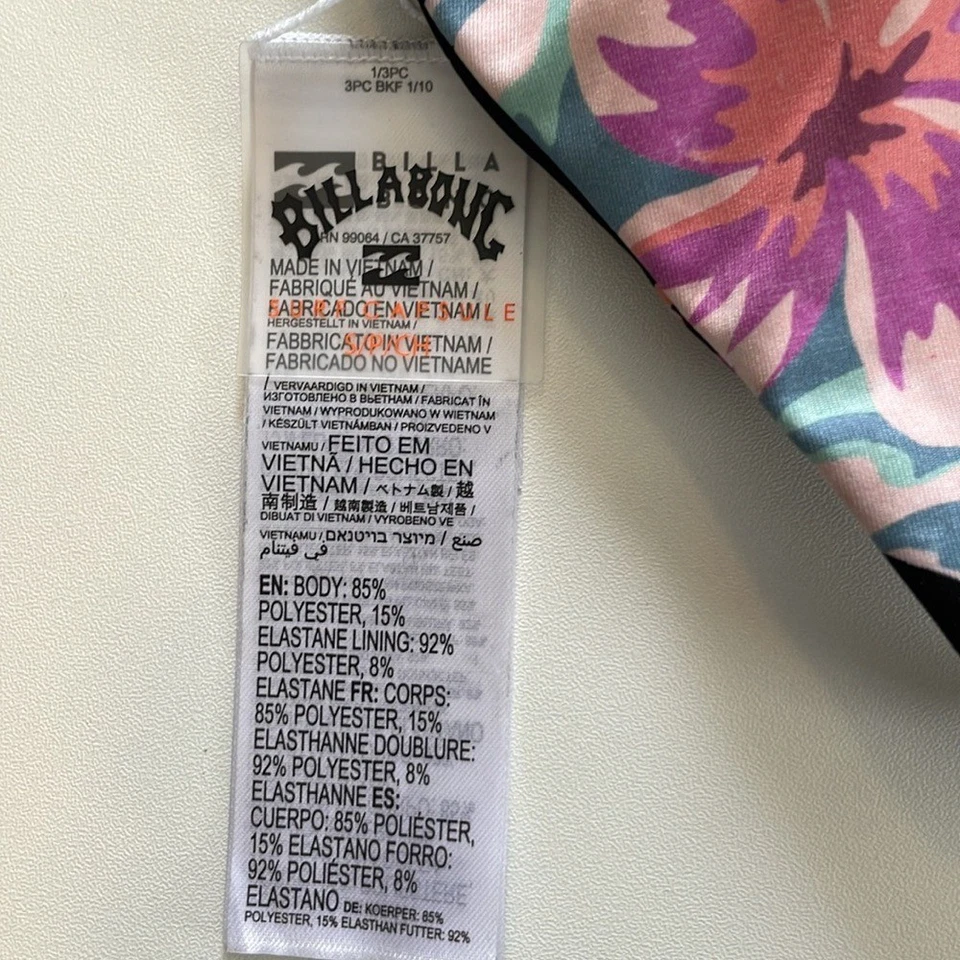 1/3PC
3PC BKF 1/10
BILLA
BILLABONG
RN 99064 / CA 37757
MADE IN VIETNAM /
FABRIQUÉ AU VIETNAM /
FABRICADO EN VIETNAM /
SURF CAPSULE
HERGESTELLT IN VIETNAM /
FABBRICATO IN VIETNAM /
FABRICADO NO VIETNAME
/ VERVAARDIGD IN VIETNAM /
ИЗГОТОВЛЕНО В ВЬЕТНАМ / FABRICAT ÎN
VIETNAM / WYPRODUKOWANO W WIETNAM
/ KÉSZÜLT VIETNÁMBAN / PROIZVEDENO V
VIETNAMU / FEITO EM
VIETNÃ / HECHO EN
VIETNAM / ベトナム製 / 越
南制造 / 越南製造 / 베트남제품 /
DIBUAT DI VIETNAM / VYROBENO VE
VIETNAMU / מיוצר בויטנאם / صنع
في فيتنام
EN: BODY: 85%
POLYESTER, 15%
ELASTANE LINING: 92%
POLYESTER, 8%
ELASTANE FR: CORPS:
85% POLYESTER, 15%
ELASTHANNE DOUBLURE:
92% POLYESTER, 8%
ELASTHANNE ES:
CUERPO: 85% POLIÉSTER,
15% ELASTANO FORRO:
92% POLIÉSTER, 8%
ELASTANO DE: KOERPER: 85%
POLYESTER, 15% ELASTHAN FUTTER: 92%